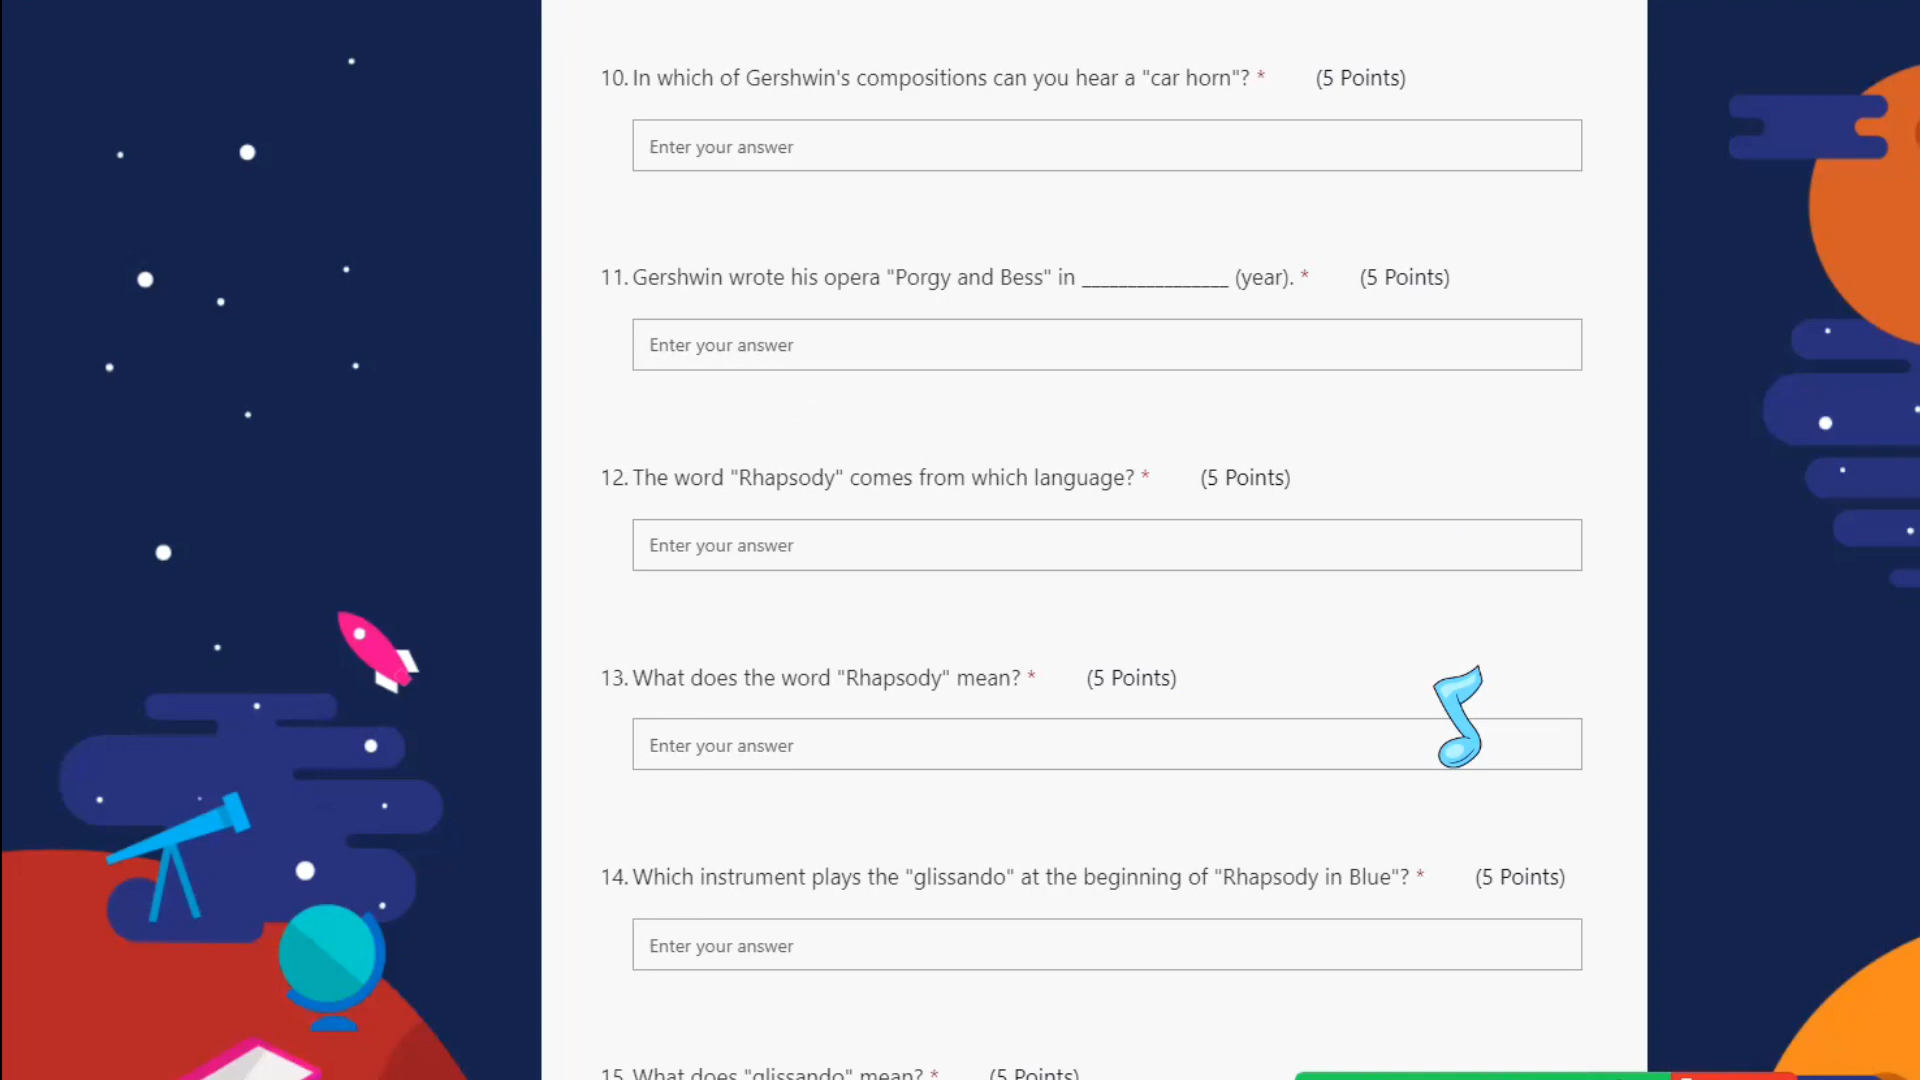 10. In which of Gershwin's compositions can you hear a "car horn"? * (5 Points)
Enter your answer
11. Gershwin wrote his opera "Porgy and Bess" in ________________ (year). * (5 Points)
Enter your answer
12. The word "Rhapsody" comes from which language? * (5 Points)
Enter your answer
13. What does the word "Rhapsody" mean? * (5 Points)
Enter your answer
14. Which instrument plays the "glissando" at the beginning of "Rhapsody in Blue"? * (5 Points)
Enter your answer
15. What does "glissando" mean? * (5 Points)